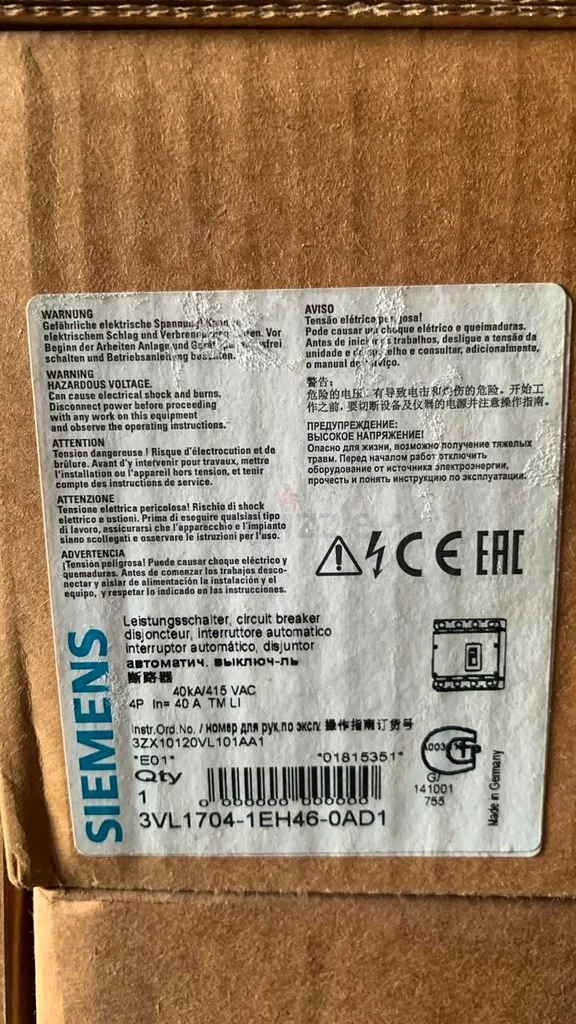 WARNUNG
Gefährliche elektrische Spannung!
elektrischem Schlag und Vor
Beginn der Arbeiten Anlage und
schalten und Betriebsanleitung beachten.
WARNING
HAZARDOUS VOLTAGE.
Can cause electrical shock and burns.
Disconnect power before proceeding
with any work on this equipment
and observe the operating instructions.
ATTENTION
Tension dangereuse ! Risque d'électrocution et de
brûlure. Avant d'y intervenir pour travaux, mettre
l'installation ou l'appareil hors tension, et tenir
compte des instructions de service.
ATTENZIONE
Tensione elettrica pericolosa! Rischio di shock
elettrico e ustioni. Prima di eseguire qualsiasi tipo
di lavoro, assicurarsi che l'apparecchio e l'impianto
siano scollegati e osservare le istruzioni per l'uso.
ADVERTENCIA
¡Tensión peligrosa! Puede causar choque eléctrico y
quemaduras. Antes de comenzar los trabajos desco-
nectar y aislar de alimentación la instalación y el
equipo, y respetar lo indicado en las instrucciones.
AVISO
Tensão elétrica
Pode causar um choque elétrico e queimaduras.
Antes de iniciar os trabalhos, desligue a tensão da
unidade e do aparelho e consultar, adicionalmente,
o manual de serviço.
警告:
危险的电压, 有导致电击和灼伤的危险。开始工
作之前, 要切断设备及仪器的电源并注意操作指南。
ПРЕДУПРЕЖДЕНИЕ:
ВЫСОКОЕ НАПРЯЖЕНИЕ!
Опасно для жизни, возможно получение тяжелых
травм. Перед началом работ отключить
оборудование от источника электроэнергии,
прочесть и понять инструкцию по эксплуатации.
CE EAC
SIEMENS
Leistungsschalter, circuit breaker
disjoncteur, interruttore automatico
interruptor automático, disjuntor
автоматич. выключ-ль
断路器
40kA/415 VAC
4P In= 40 A TM LI
Instr.Ord.No. / номер для рук.по эксп. 操作指南订货号
3ZX10120VL101AA1
*E01* *01815351*
Qty
1
0 000000 000000
3VL1704-1EH46-0AD1
G/
141001
755
Made in Germany